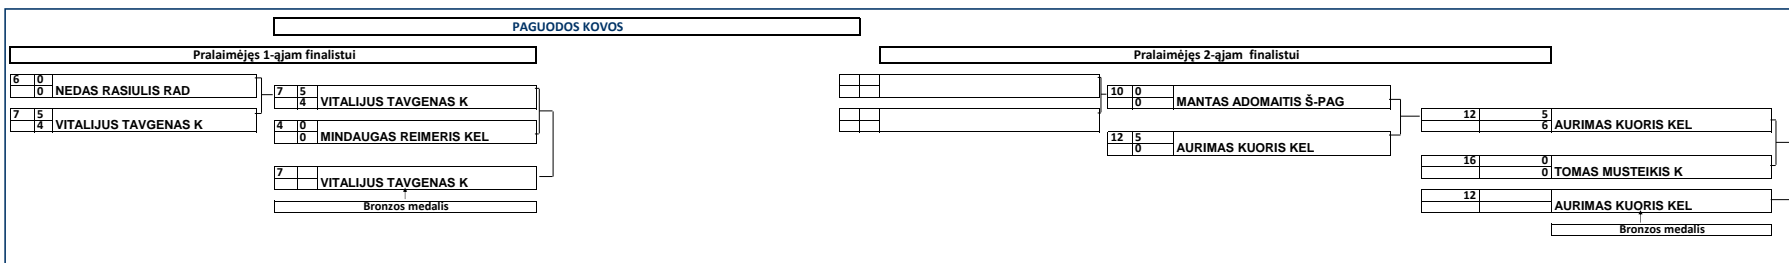 PAGUODOS KOVOS
Pralaimėjęs 1-ąjam finalistui
6 0
0 NEDAS RASIULIS RAD
7 5
4 VITALIJUS TAVGENAS K
7 5
4 VITALIJUS TAVGENAS K
4 0
0 MINDAUGAS REIMERIS KEL
7
VITALIJUS TAVGENAS K
Bronzos medalis
Pralaimėjęs 2-ąjam finalistui
10 0
0 MANTAS ADOMAITIS Š-PAG
12 5
0 AURIMAS KUORIS KEL
12 5
6 AURIMAS KUORIS KEL
16 0
0 TOMAS MUSTEIKIS K
12
AURIMAS KUORIS KEL
Bronzos medalis